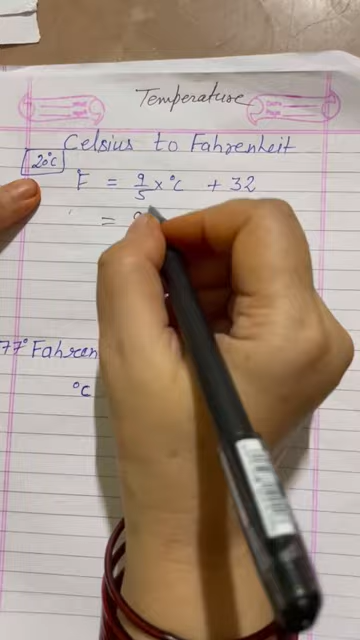 Temperature
Celsius to Fahrenheit
20°C
°F = 9/5 x °C + 32
=
77° Fahren
°C